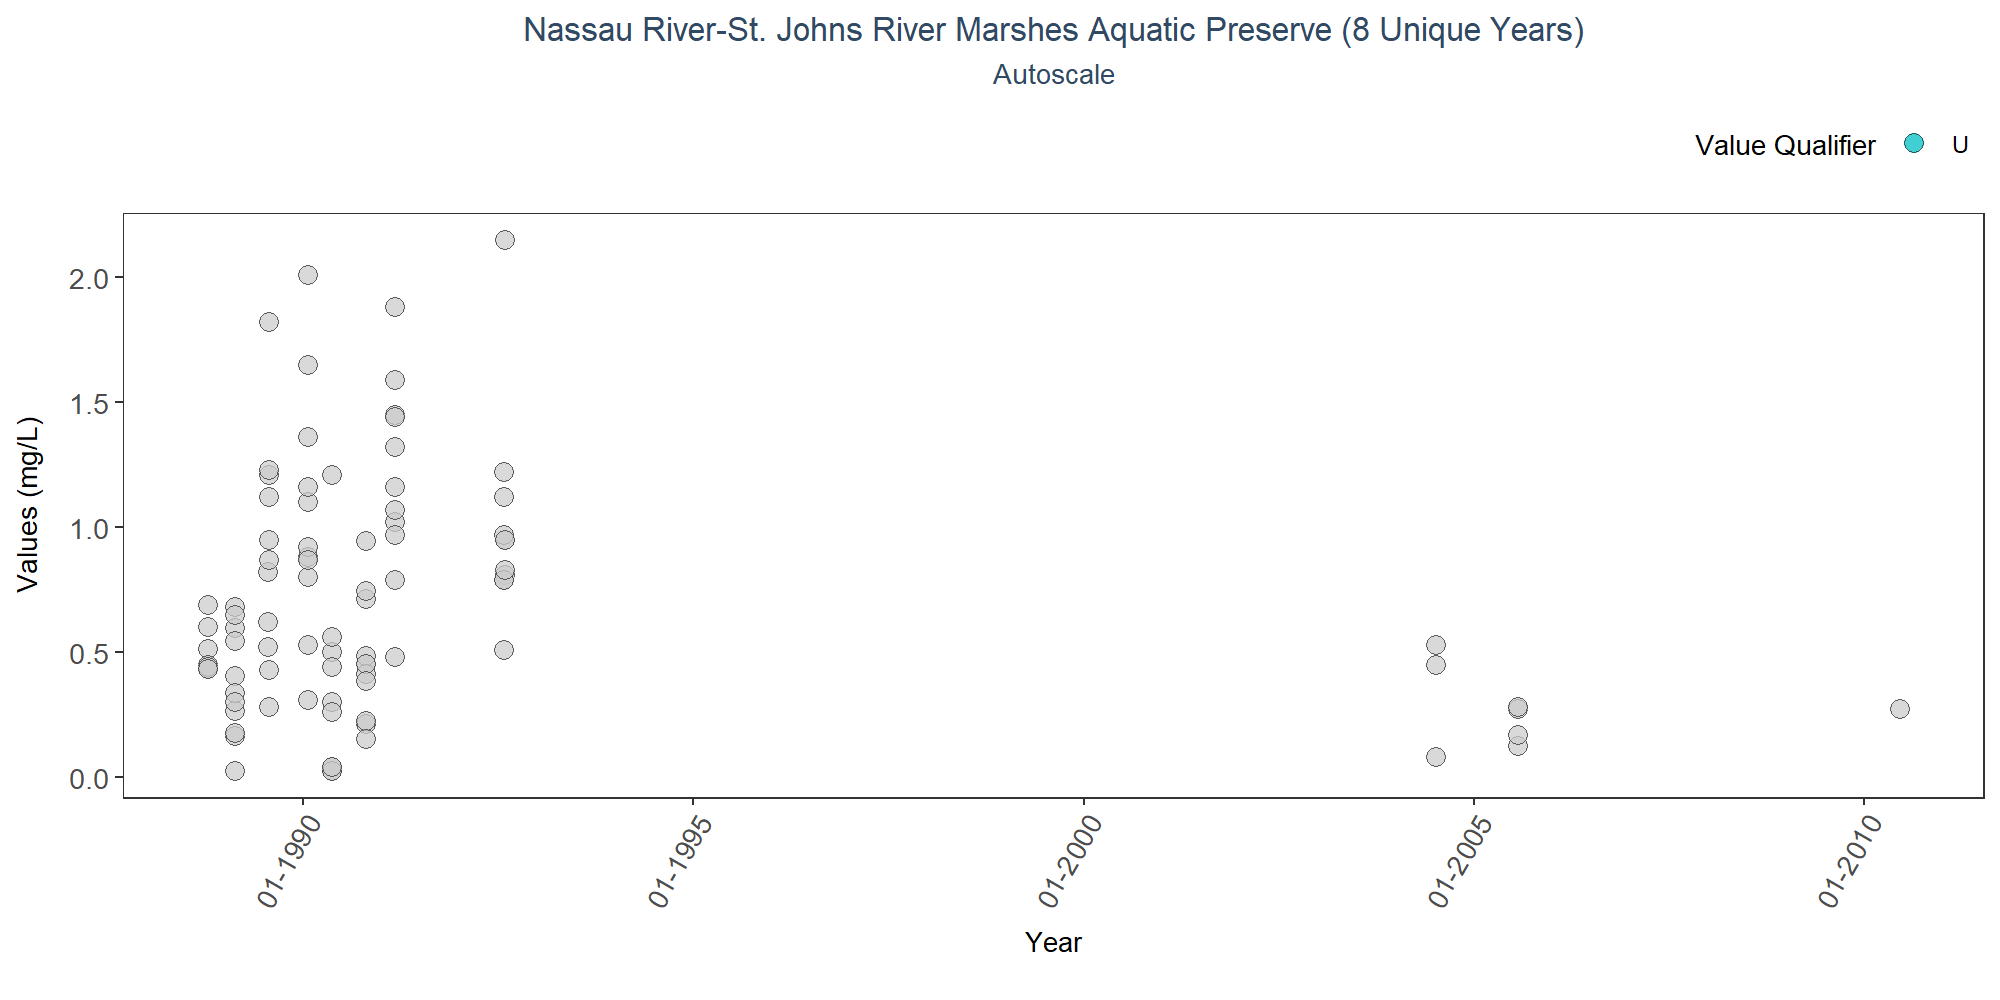 Nassau River-St. Johns River Marshes Aquatic Preserve (8 Unique Years)
Autoscale
Value Qualifier U
Values (mg/L)
2.0
1.5
1.0
0.5
0.0
01-1990
01-1995
01-2000
01-2005
01-2010
Year